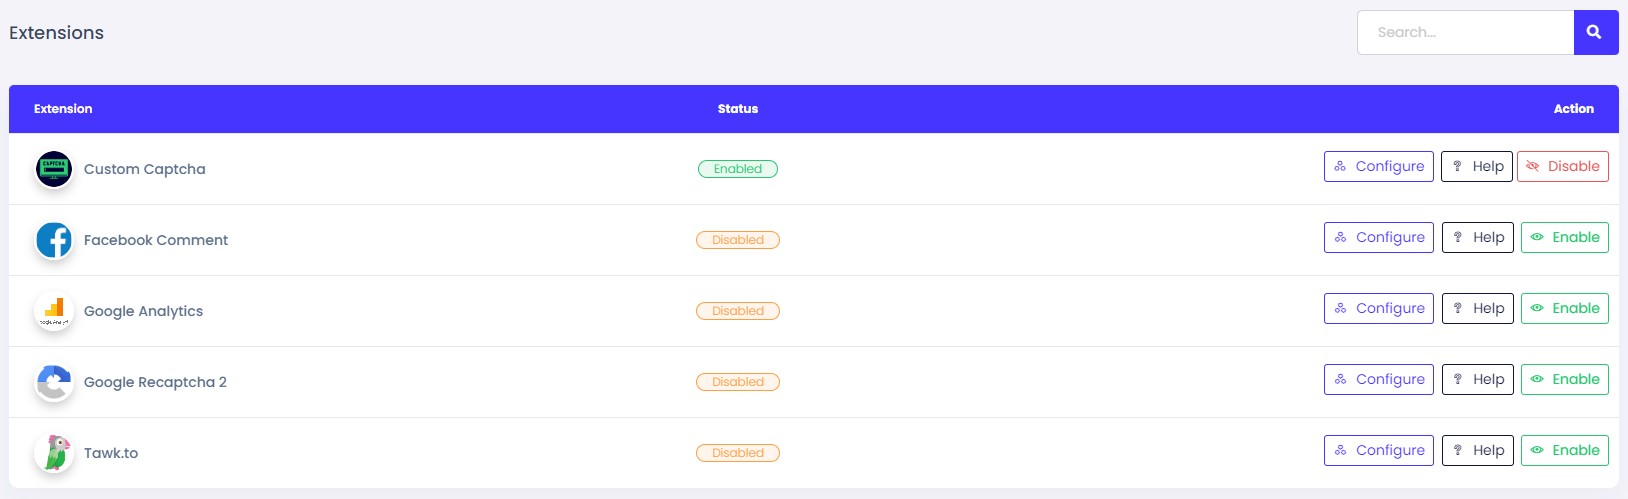 Extensions
Search...
Extension Status Action
CAPTCHA
Custom Captcha Enabled Configure Help Disable
Facebook Comment Disabled Configure Help Enable
Google Analytics Disabled Configure Help Enable
Google Recaptcha 2 Disabled Configure Help Enable
Tawk.to Disabled Configure Help Enable